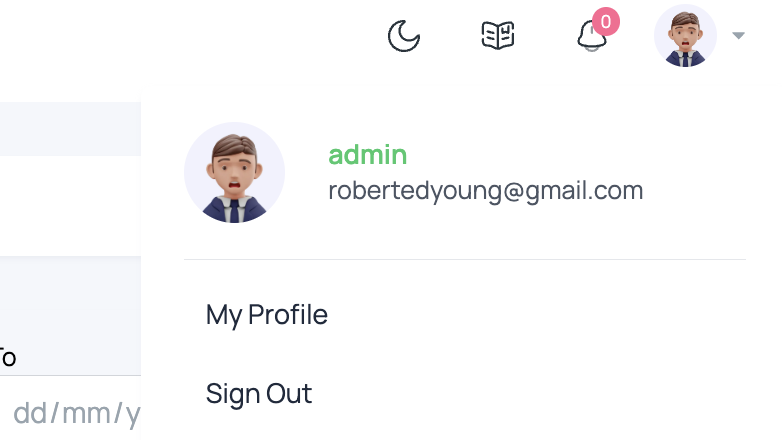 0
admin
robertedyoung@gmail.com
My Profile
To
Sign Out
dd/mm/y